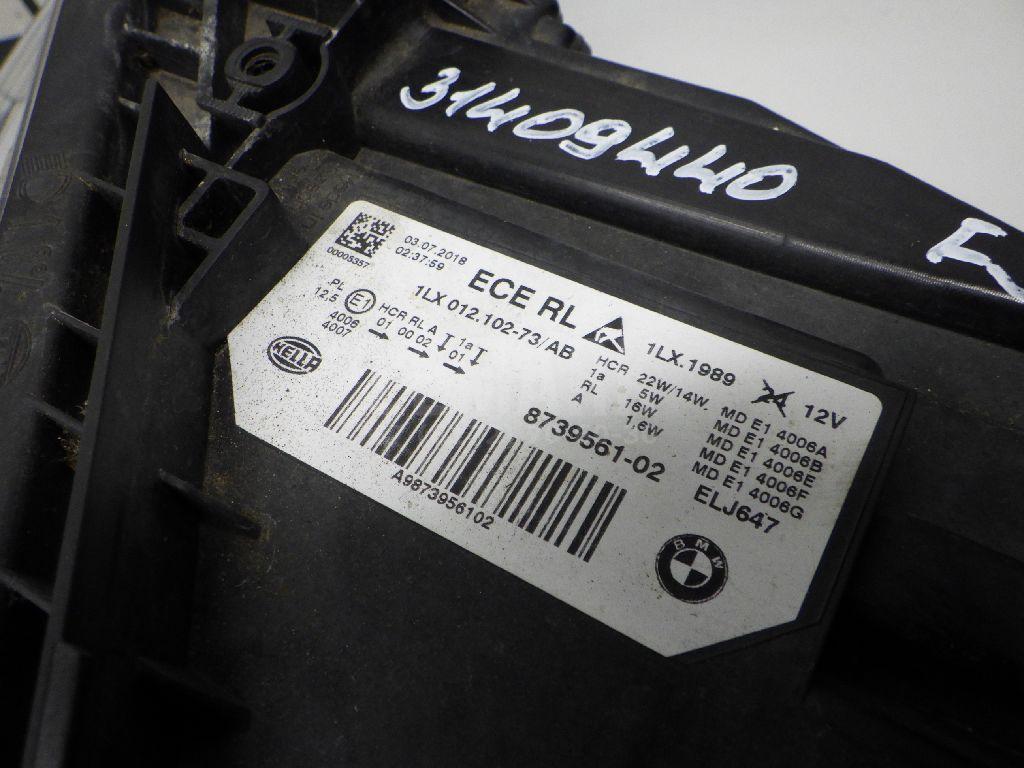 31409440
03.07.2018
02:37:59
00005357
ECE RL
1LX 012.102-73/AB
PL
12,5
E1
HCR RL A 1a
01 00 02 01
4006
4007
HELLA
1LX.1989
12V
HCR 22W/14W.
1a 5W
RL 16W
A 1,6W
MD E1 4006A
MD E1 4006B
MD E1 4006E
MD E1 4006F
MD E1 4006G
8739561-02
ELJ647
A9873956102
BMW